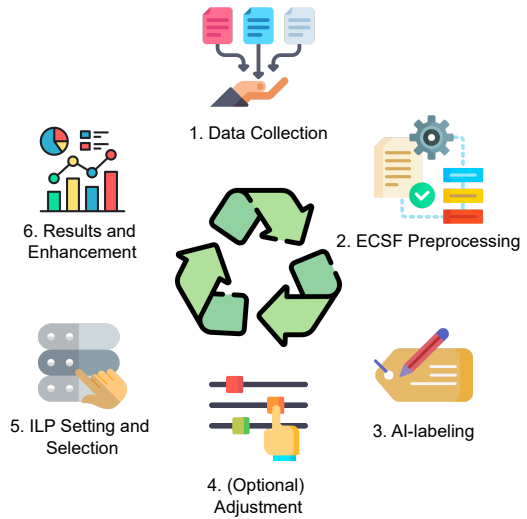 1. Data Collection
2. ECSF Preprocessing
3. AI-labeling
4. (Optional)
Adjustment
5. ILP Setting and
Selection
6. Results and
Enhancement